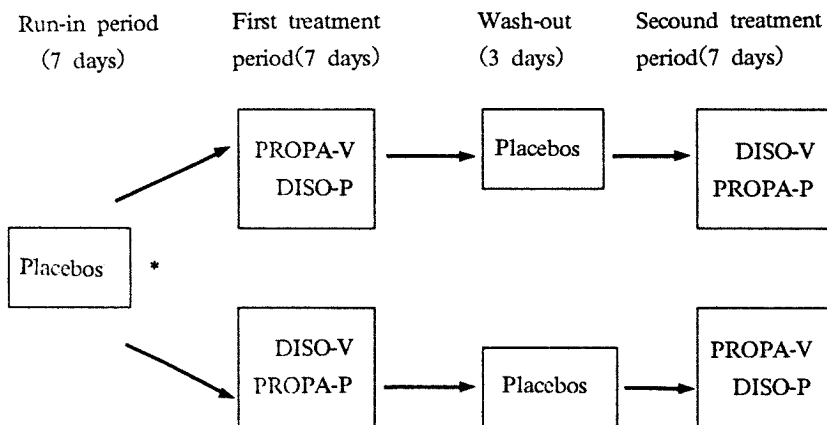 Run-in period
(7 days)
First treatment
period(7 days)
Wash-out
(3 days)
Second treatment
period(7 days)
PROPA-V
DISO-P
Placebos
DISO-V
PROPA-P
Placebos *
DISO-V
PROPA-P
Placebos
PROPA-V
DISO-P